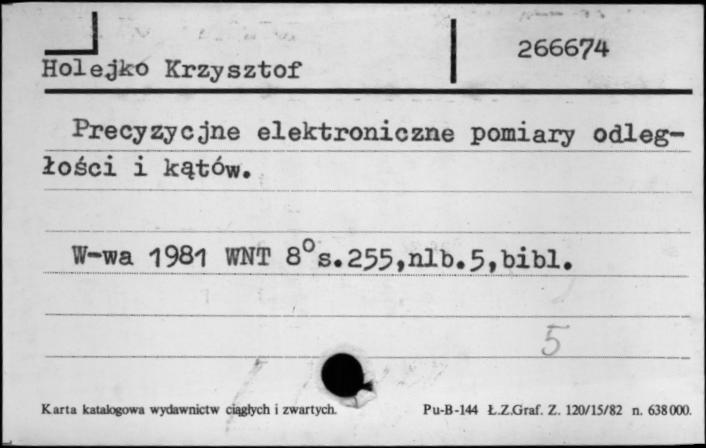 266674
Holejko Krzysztof
Precyzyjne elektroniczne pomiary odleg-
łości i kątów.
W-wa 1981 WNT 8° s.255,nlb.5,bibl.
5
Karta katalogowa wydawnictw ciągłych i zwartych. Pu-B-144 Ł.Z.Graf. Z. 120/15/82 n. 638000.